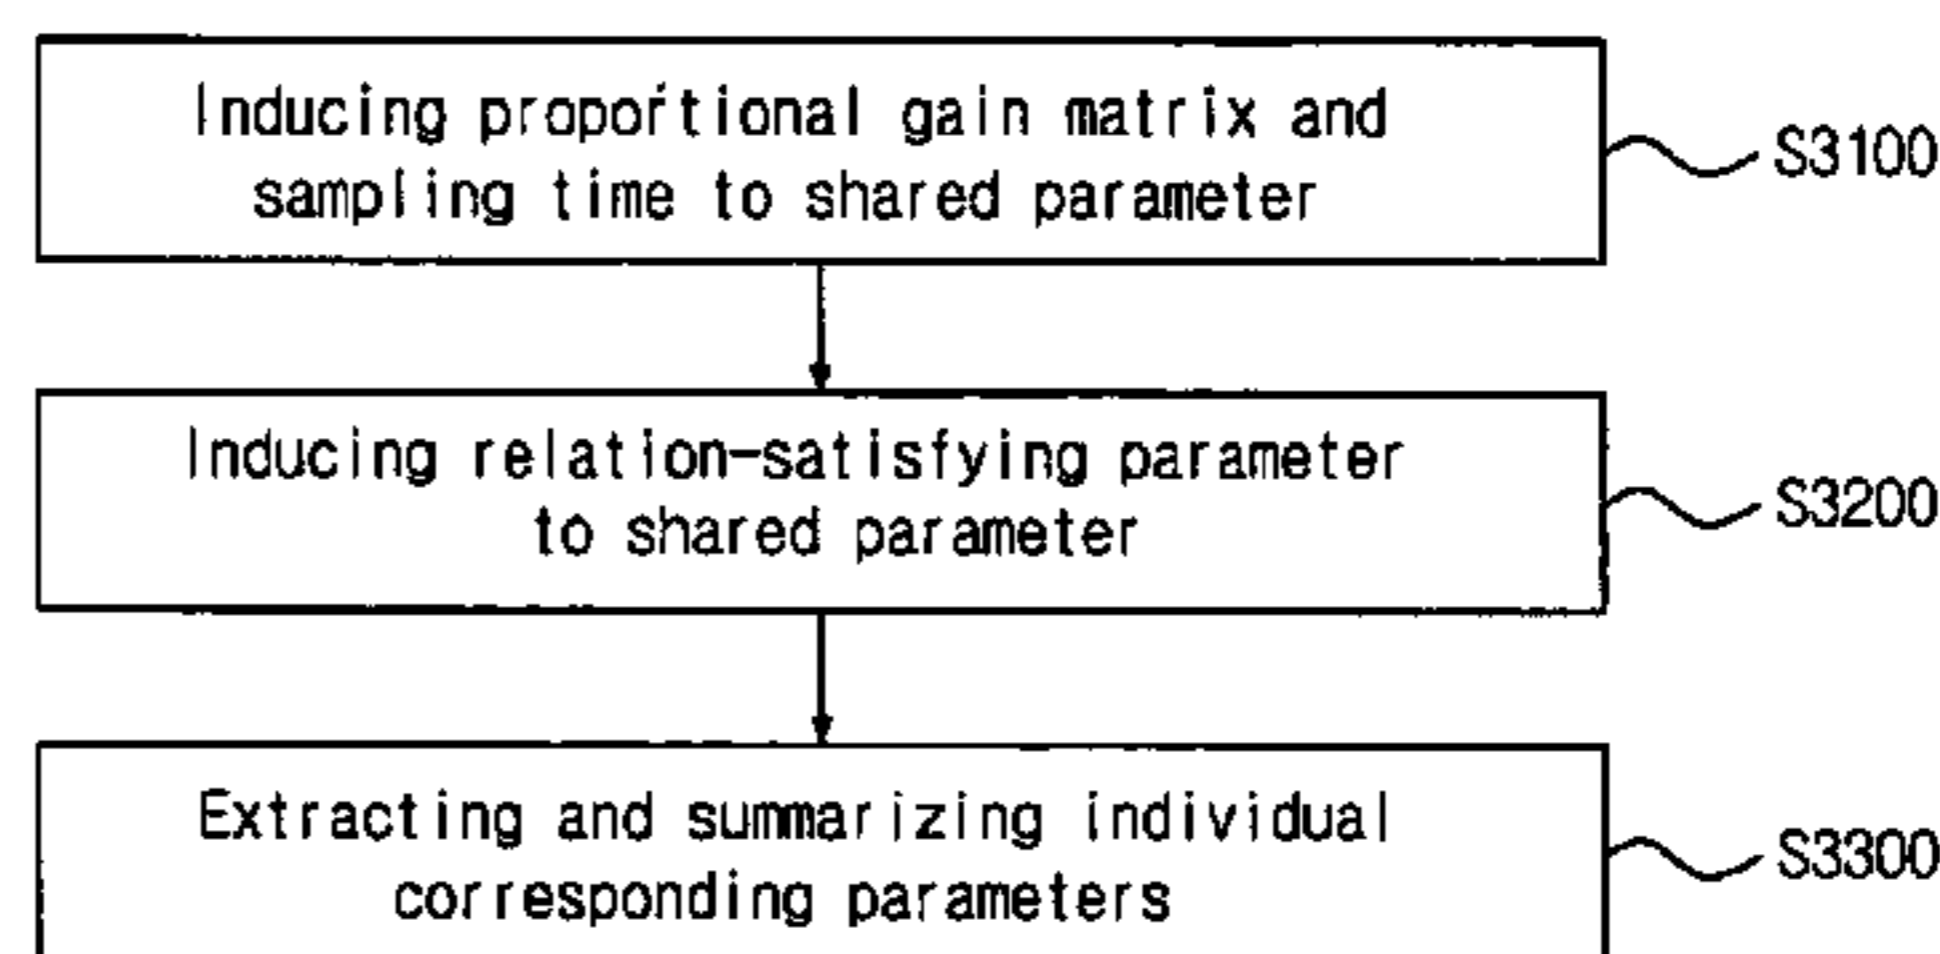 Inducing proportional gain matrix and
sampling time to shared parameter
S3100
Inducing relation-satisfying parameter
to shared parameter
S3200
Extracting and summarizing individual
corresponding parameters
S3300